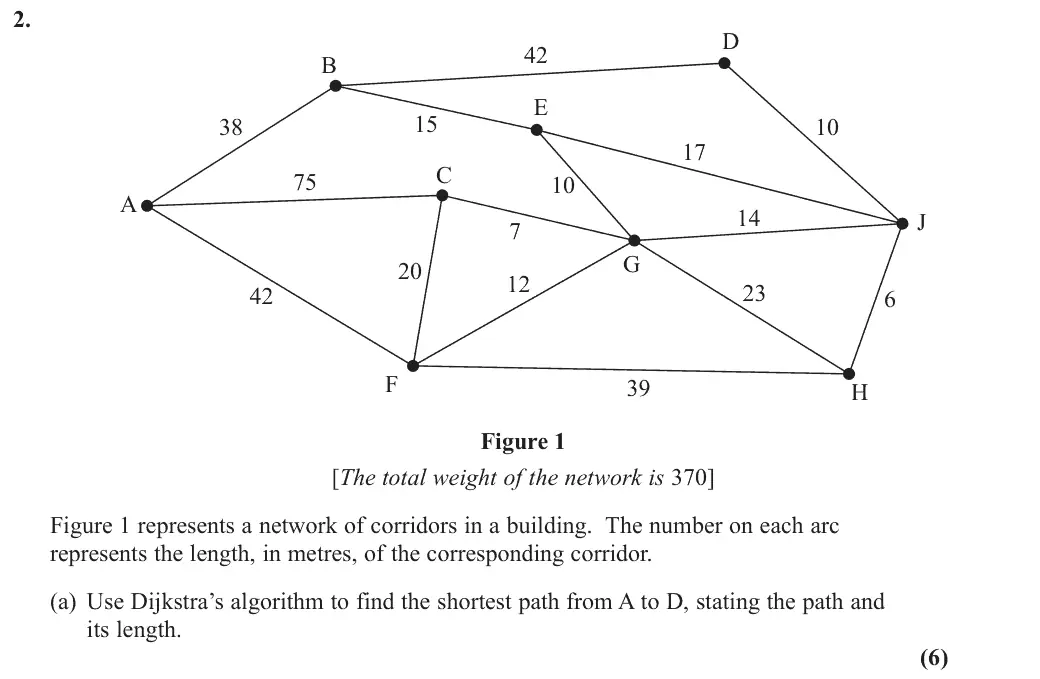 2.
D
42
B
E
38
15
10
17
75
C
10
A
14
J
7
G
20
12
42
23
6
F
39
H
Figure 1
[The total weight of the network is 370]
Figure 1 represents a network of corridors in a building. The number on each arc
represents the length, in metres, of the corresponding corridor.
(a) Use Dijkstra’s algorithm to find the shortest path from A to D, stating the path and
its length.
(6)